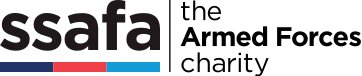 ssafa
the
Armed Forces
charity